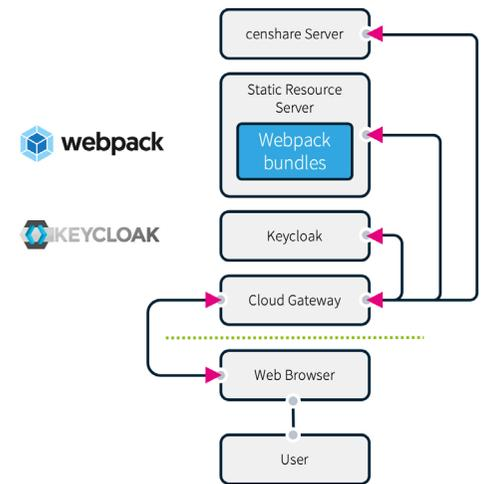 censhare Server
Static Resource
Server
Webpack
bundles
webpack
KEYCLOAK
Keycloak
Cloud Gateway
Web Browser
User